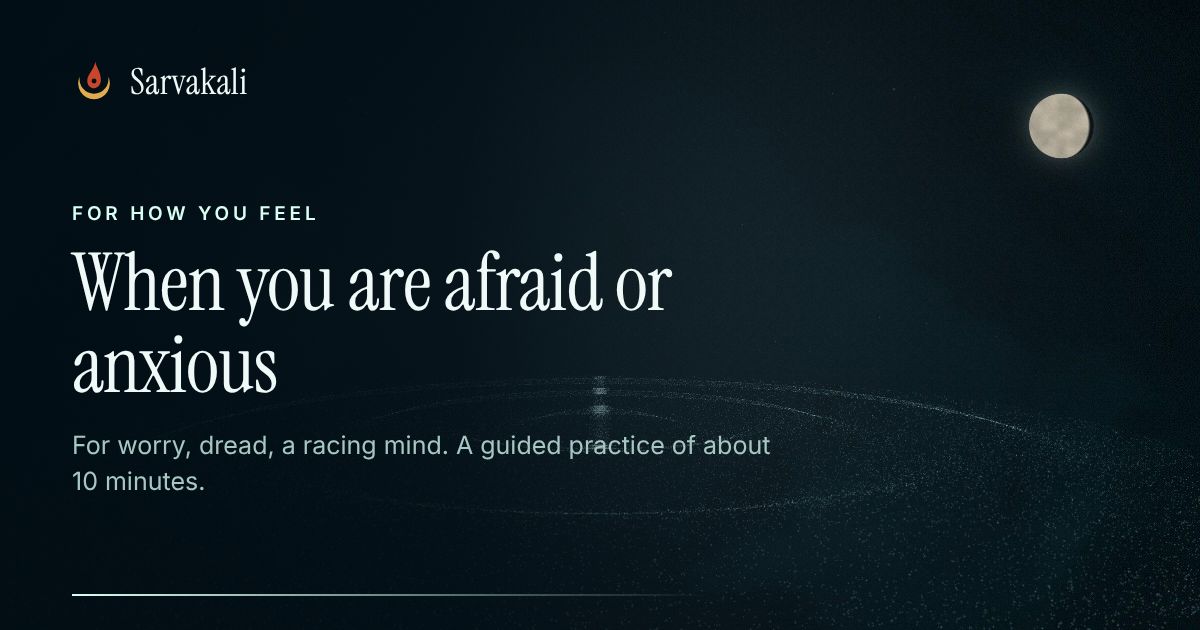 Sarvakali
FOR HOW YOU FEEL
When you are afraid or
anxious
For worry, dread, a racing mind. A guided practice of about
10 minutes.